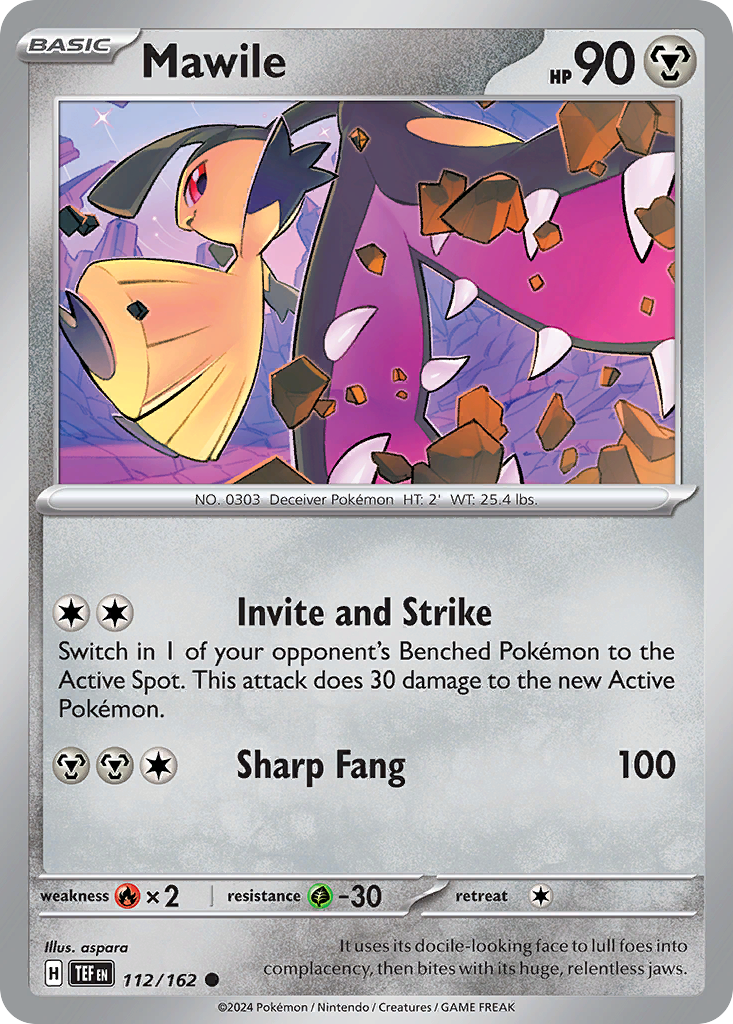 BASIC
Mawile
HP 90
NO. 0303 Deceiver Pokémon HT: 2' WT: 25.4 lbs.
Invite and Strike
Switch in 1 of your opponent's Benched Pokémon to the
Active Spot. This attack does 30 damage to the new Active
Pokémon.
Sharp Fang 100
weakness ×2 resistance -30 retreat
Illus. aspara
It uses its docile-looking face to lull foes into
complacency, then bites with its huge, relentless jaws.
H TEF EN 112/162
©2024 Pokémon / Nintendo / Creatures / GAME FREAK